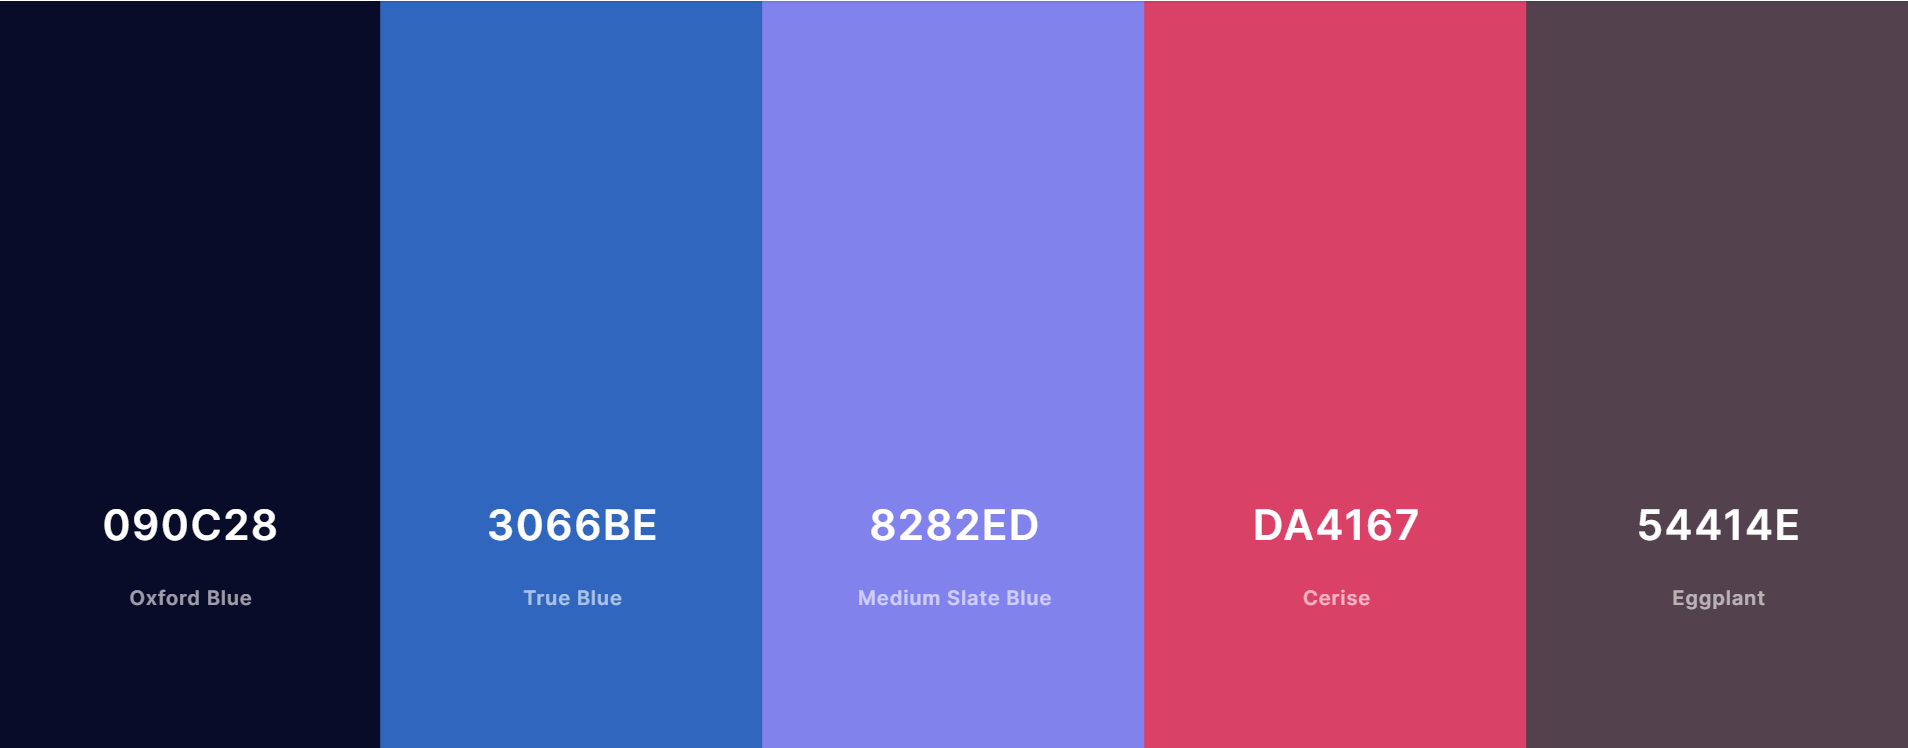 090C28
Oxford Blue
3066BE
True Blue
8282ED
Medium Slate Blue
DA4167
Cerise
54414E
Eggplant